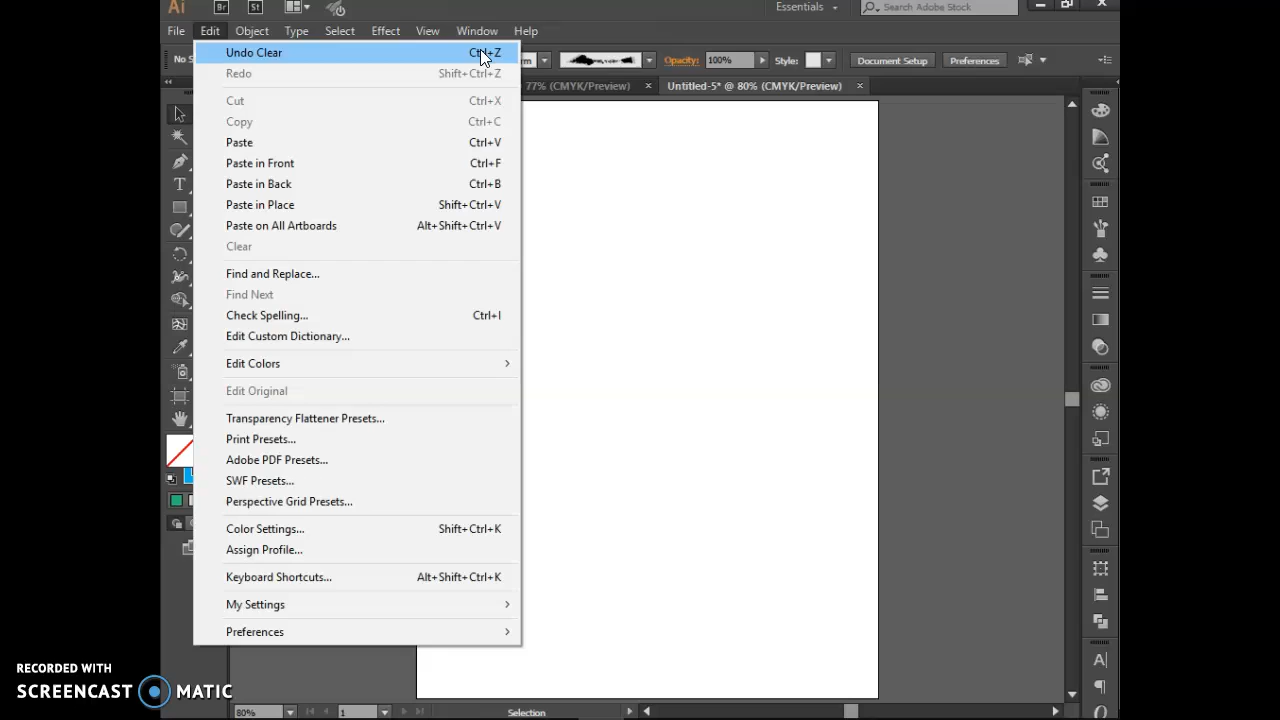 Ai Br St Essentials Search Adobe Stock
File Edit Object Type Select Effect View Window Help
No S Opacity: 100% Style: Document Setup Preferences
77% (CMYK/Preview) × Untitled-5* @ 80% (CMYK/Preview) ×
Undo Clear Ctrl+Z
Redo Shift+Ctrl+Z
Cut Ctrl+X
Copy Ctrl+C
Paste Ctrl+V
Paste in Front Ctrl+F
Paste in Back Ctrl+B
Paste in Place Shift+Ctrl+V
Paste on All Artboards Alt+Shift+Ctrl+V
Clear
Find and Replace...
Find Next
Check Spelling... Ctrl+I
Edit Custom Dictionary...
Edit Colors
Edit Original
Transparency Flattener Presets...
Print Presets...
Adobe PDF Presets...
SWF Presets...
Perspective Grid Presets...
Color Settings... Shift+Ctrl+K
Assign Profile...
Keyboard Shortcuts... Alt+Shift+Ctrl+K
My Settings
Preferences
RECORDED WITH
SCREENCAST MATIC
80% 1 Selection